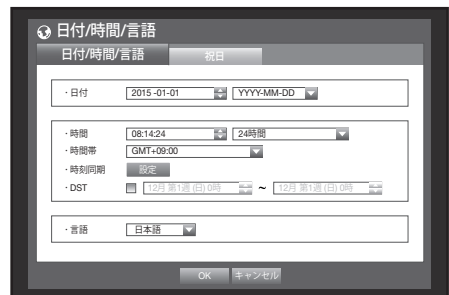 日付/時間/言語
日付/時間/言語 祝日
・日付 2015 -01-01 YYYY-MM-DD
・時間 08:14:24 24時間
・時間帯 GMT+09:00
・時刻同期 設定
・DST 12月 第1週 (日) 0時 ~ 12月 第1週 (日) 0時
・言語 日本語
OK キャンセル